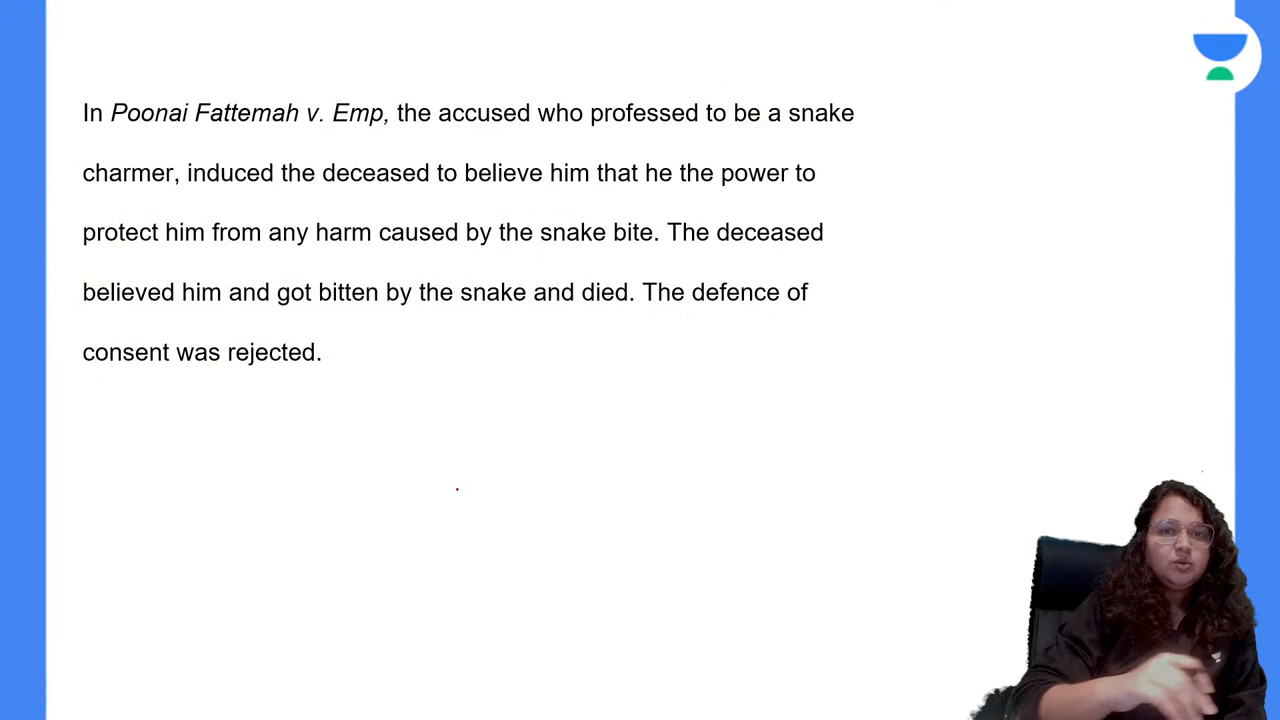 In Poonai Fattemah v. Emp, the accused who professed to be a snake
charmer, induced the deceased to believe him that he the power to
protect him from any harm caused by the snake bite. The deceased
believed him and got bitten by the snake and died. The defence of
consent was rejected.